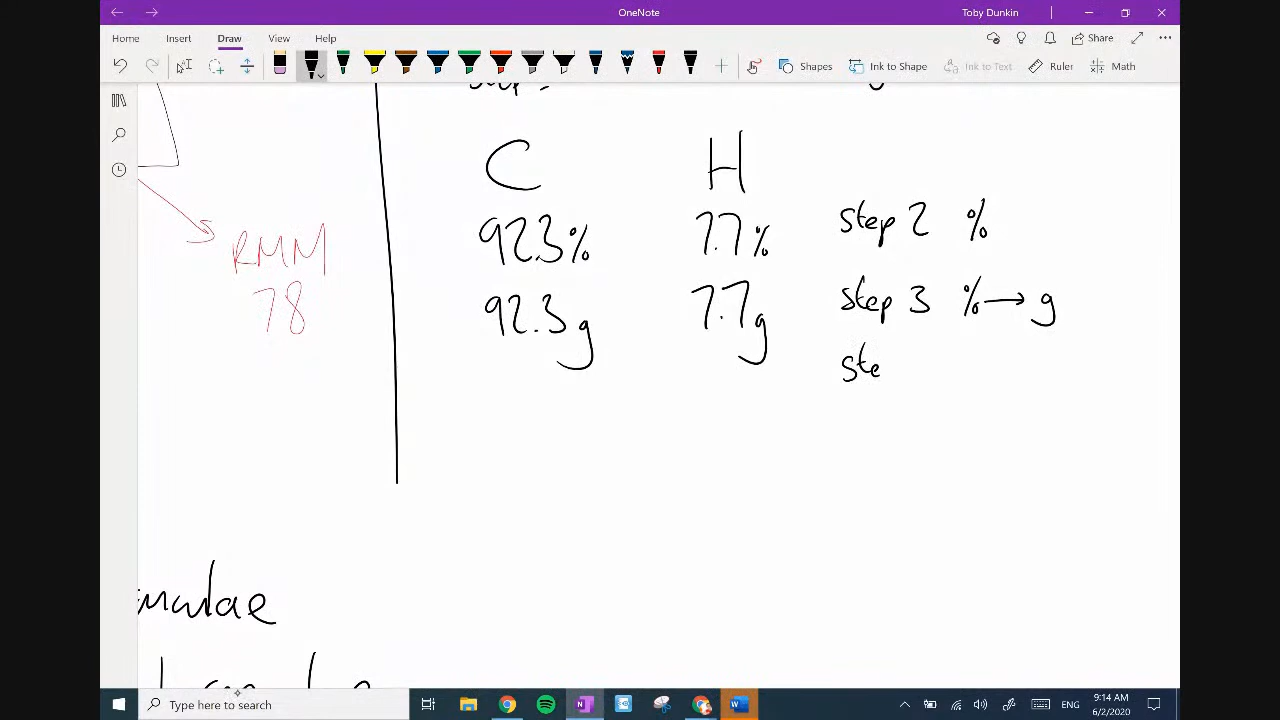 OneNote
Toby Dunkin
Home Insert Draw View Help
Share
Shapes
Ink to Shape
Ink to Text
Ruler
Math
C H
92.3% 7.7% step 2 %
92.3g 7.7g step 3 % → g
ste
RMM
78
mulae
Type here to search
ENG
9:14 AM
6/2/2020